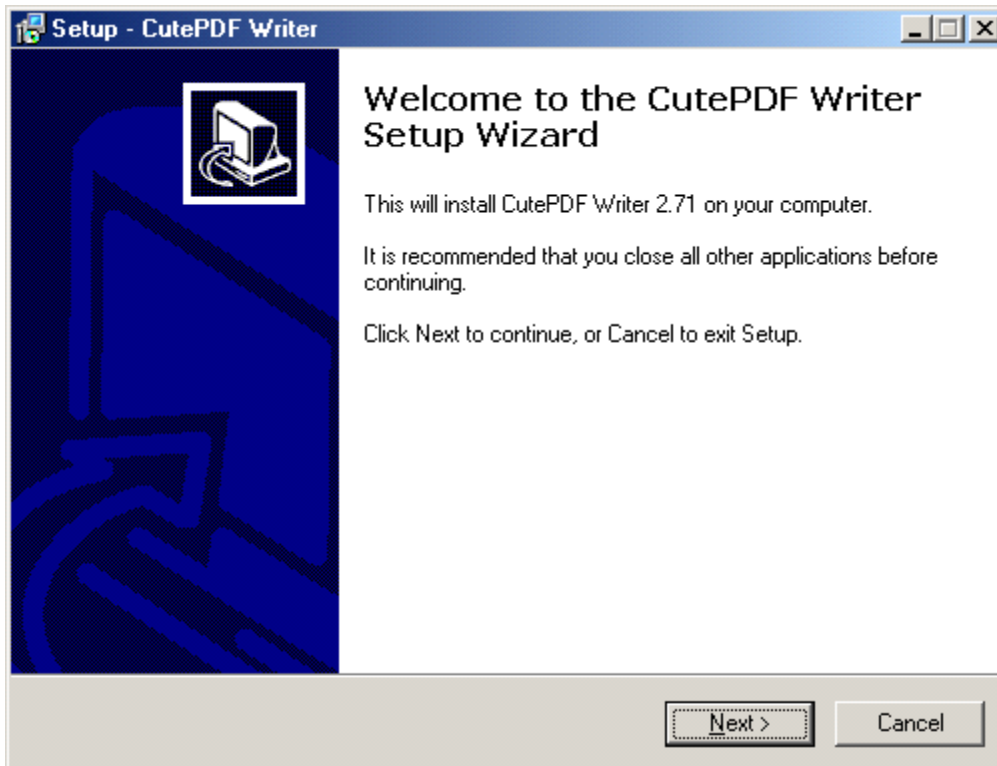 Setup - CutePDF Writer
Welcome to the CutePDF Writer
Setup Wizard
This will install CutePDF Writer 2.71 on your computer.
It is recommended that you close all other applications before
continuing.
Click Next to continue, or Cancel to exit Setup.
Next >
Cancel